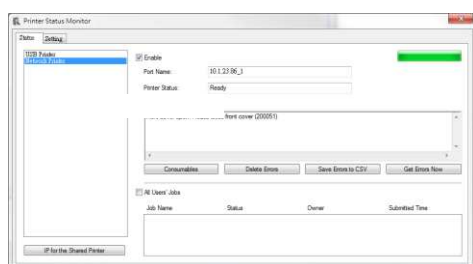 Printer Status Monitor
Status Setting
USB Printer
Network Printer
Enable
Port Name: 10.1.23.86_1
Printer Status: Ready
front cover (200051)
Consumables Delete Errors Save Errors to CSV Get Errors Now
All Users' Jobs
Job Name Status Owner Submitted Time
IP for the Shared Printer